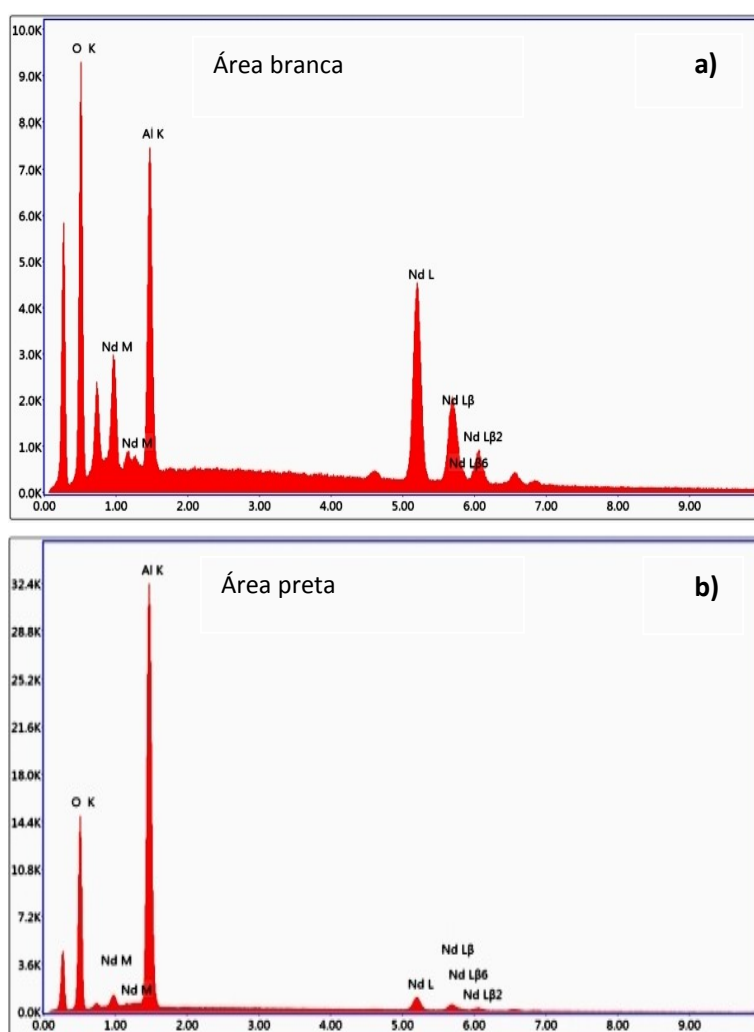 10.0K
O K
Área branca
a)
9.0K
8.0K
Al K
7.0K
6.0K
5.0K
Nd L
4.0K
Nd M
3.0K
2.0K
Nd Lβ
Nd M
Nd Lβ2
1.0K
Nd Lβ6
0.0K
0.00 1.00 2.00 3.00 4.00 5.00 6.00 7.00 8.00 9.00
Al K
Área preta
b)
32.4K
28.8K
25.2K
21.6K
18.0K
O K
14.4K
10.8K
7.2K
Nd Lβ
Nd M
3.6K
Nd Lβ6
Nd L
Nd M
Nd Lβ2
0.0K
0.00 1.00 2.00 3.00 4.00 5.00 6.00 7.00 8.00 9.00